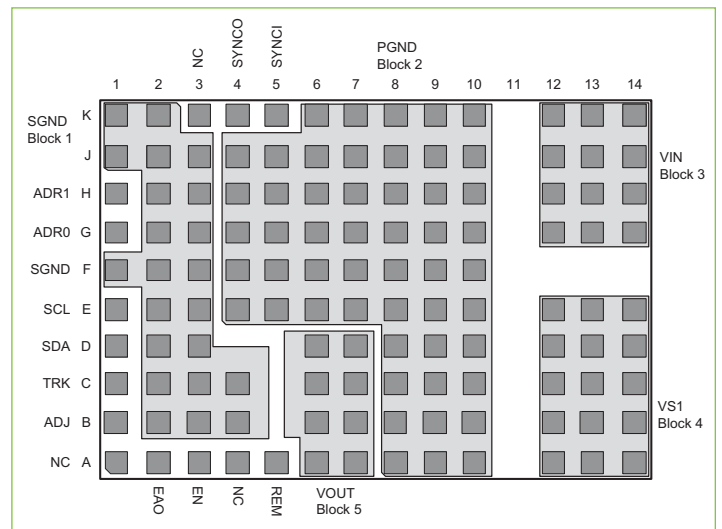 NC
SYNCO
SYNCI
PGND
Block 2
1 2 3 4 5 6 7 8 9 10 11 12 13 14
SGND
Block 1
K
J
ADR1 H
ADR0 G
SGND F
SCL E
SDA D
TRK C
ADJ B
NC A
VIN
Block 3
VS1
Block 4
EAO
EN
NC
REM
VOUT
Block 5